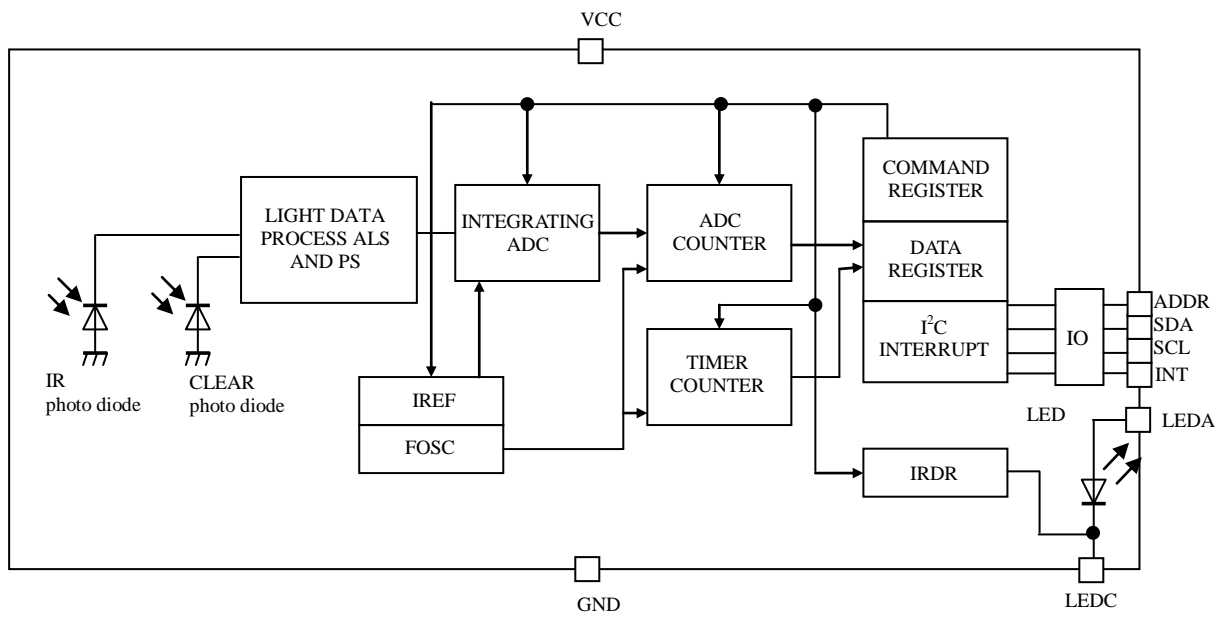 VCC
COMMAND
REGISTER
LIGHT DATA
PROCESS ALS
AND PS
INTEGRATING
ADC
ADC
COUNTER
DATA
REGISTER
I²C
INTERRUPT
IO
ADDR
SDA
SCL
INT
IR
photo diode
CLEAR
photo diode
TIMER
COUNTER
IREF
FOSC
LED
LEDA
IRDR
GND
LEDC